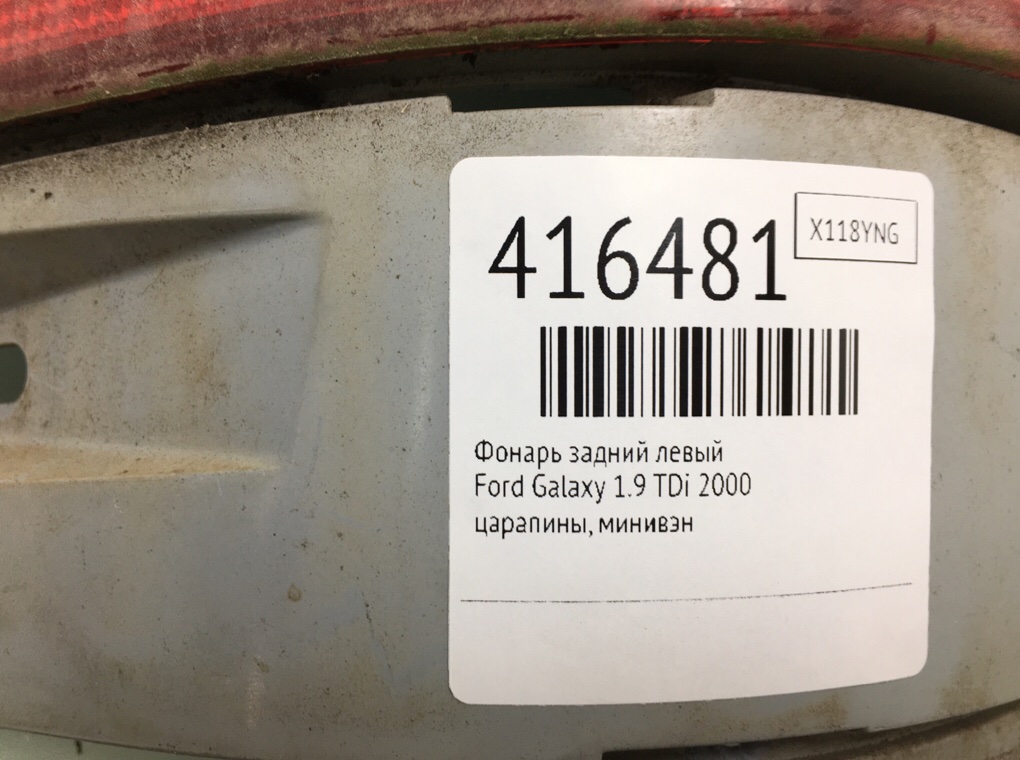 416481
X118YNG
Фонарь задний левый
Ford Galaxy 1.9 TDi 2000
царапины, минивэн